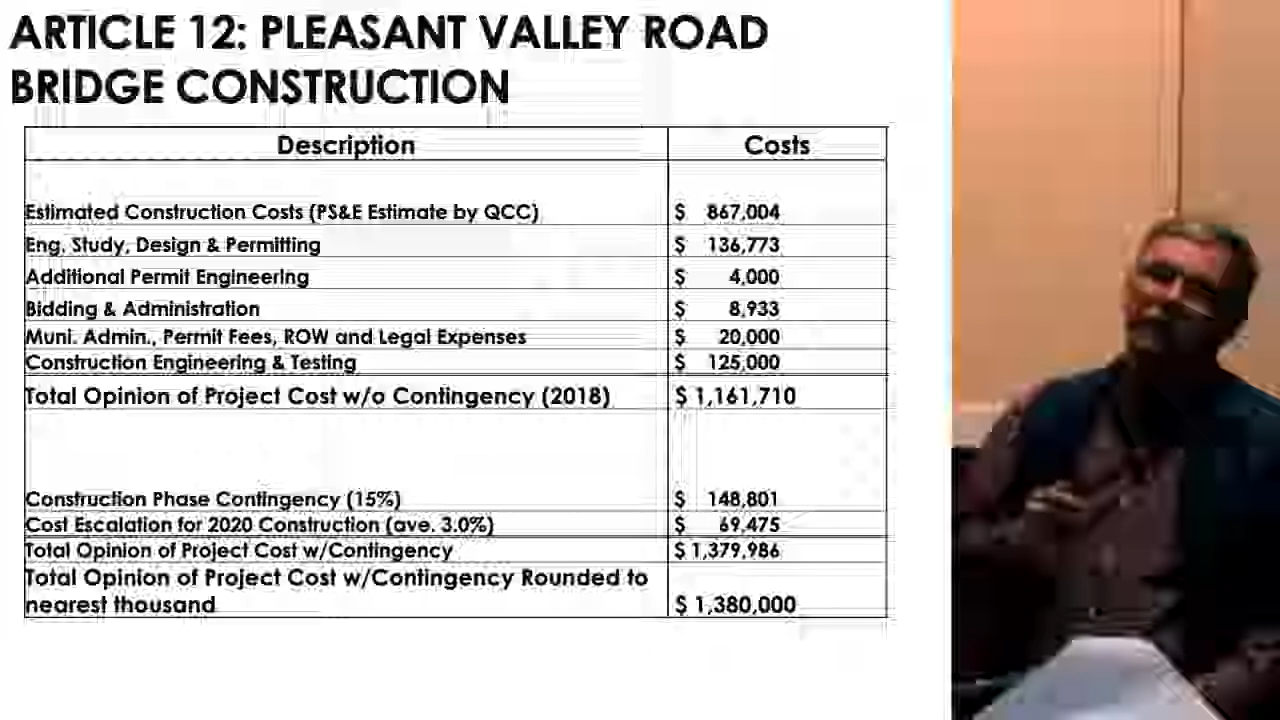 ARTICLE 12: PLEASANT VALLEY ROAD
BRIDGE CONSTRUCTION
Description Costs
Estimated Construction Costs (PS&E Estimate by QCC) $ 867,004
Eng. Study, Design & Permitting $ 136,773
Additional Permit Engineering $ 4,000
Bidding & Administration $ 8,933
Muni. Admin., Permit Fees, ROW and Legal Expenses $ 20,000
Construction Engineering & Testing $ 125,000
Total Opinion of Project Cost w/o Contingency (2018) $ 1,161,710
Construction Phase Contingency (15%) $ 148,801
Cost Escalation for 2020 Construction (ave. 3.0%) $ 69,475
Total Opinion of Project Cost w/Contingency $ 1,379,986
Total Opinion of Project Cost w/Contingency Rounded to
nearest thousand $ 1,380,000